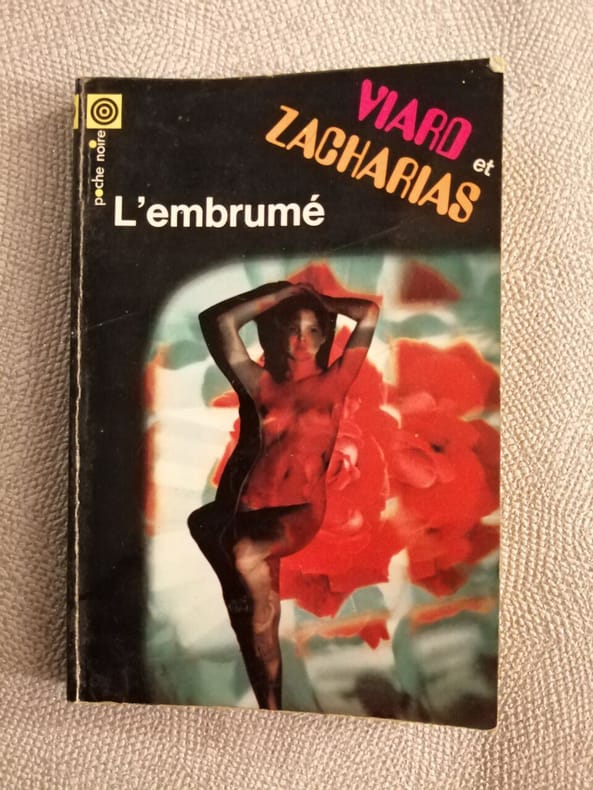 VIARD
et
ZACHARIAS
poche noire
L'embrumé